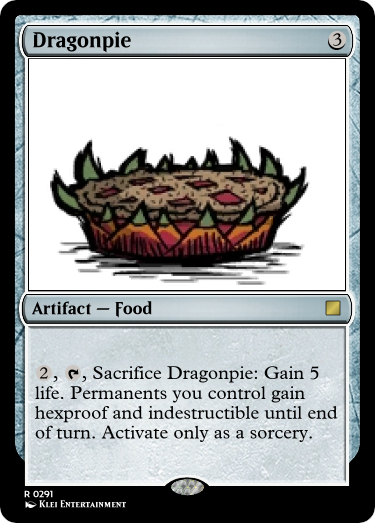 Dragonpie 3
Artifact — Food
2, , Sacrifice Dragonpie: Gain 5
life. Permanents you control gain
hexproof and indestructible until end
of turn. Activate only as a sorcery.
R 0291
Klei Entertainment